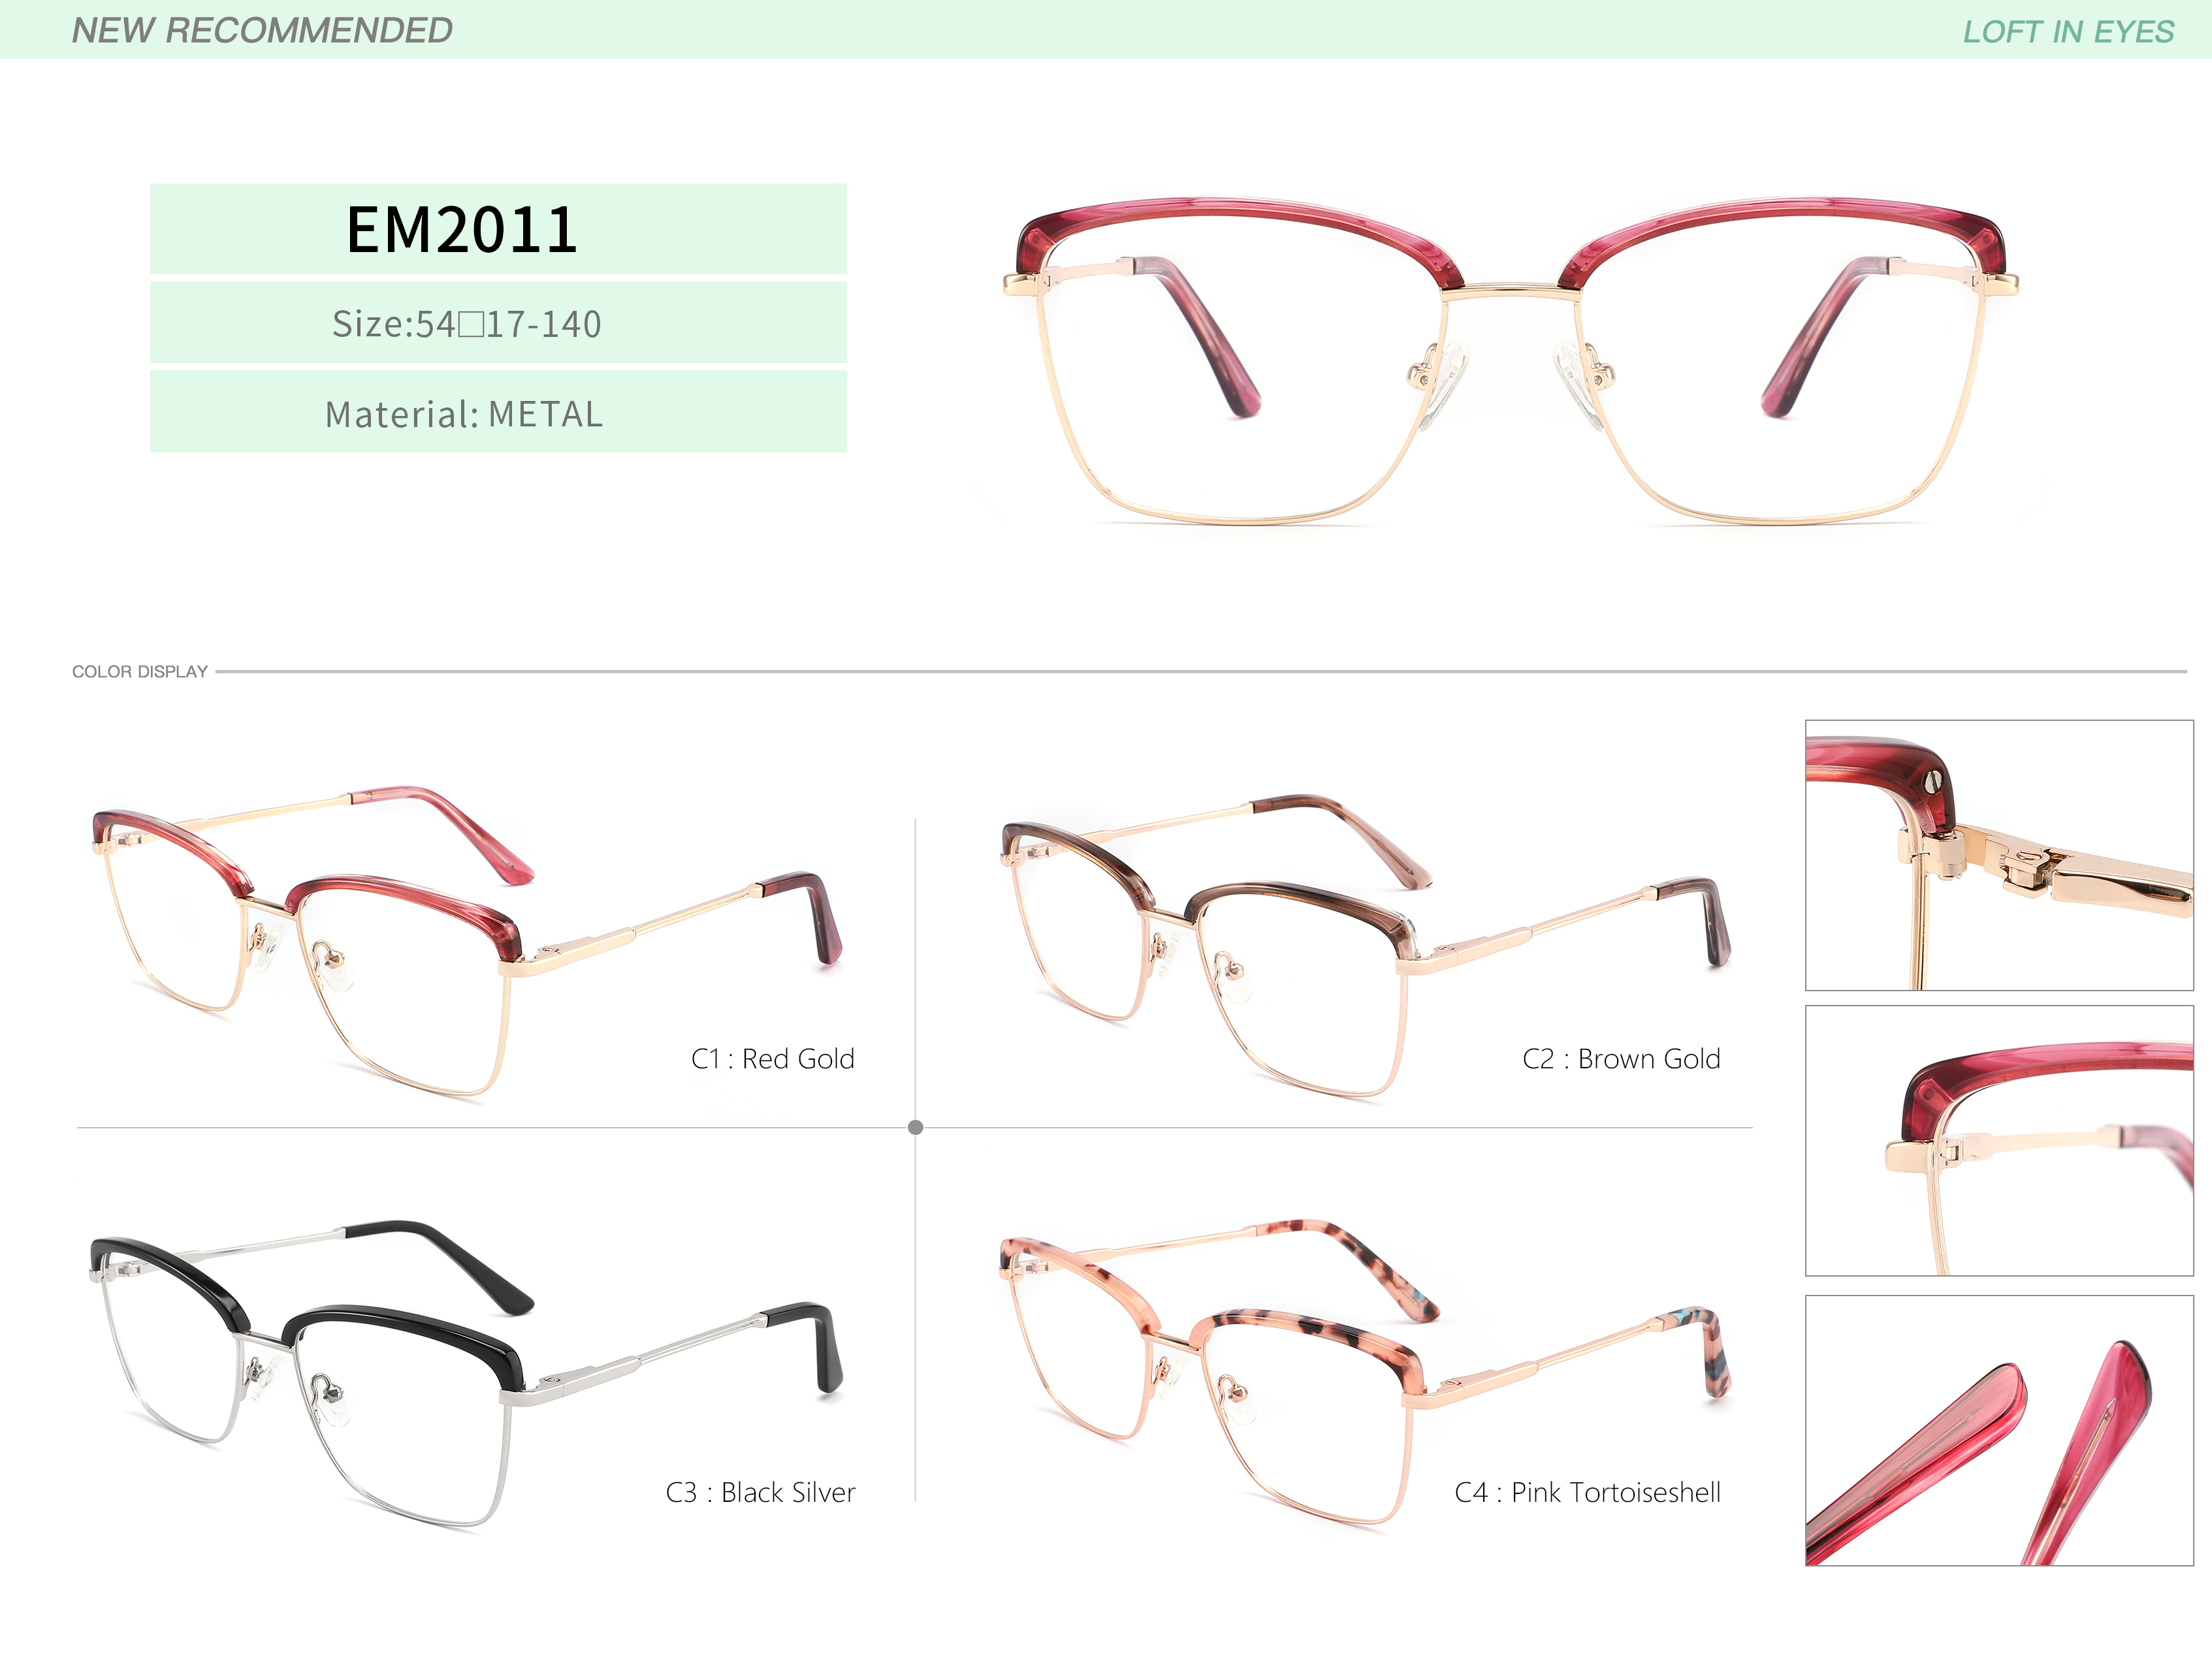 NEW RECOMMENDED
LOFT IN EYES
EM2011
Size:54□17-140
Material: METAL
COLOR DISPLAY
C1 : Red Gold
C2 : Brown Gold
C3 : Black Silver
C4 : Pink Tortoiseshell